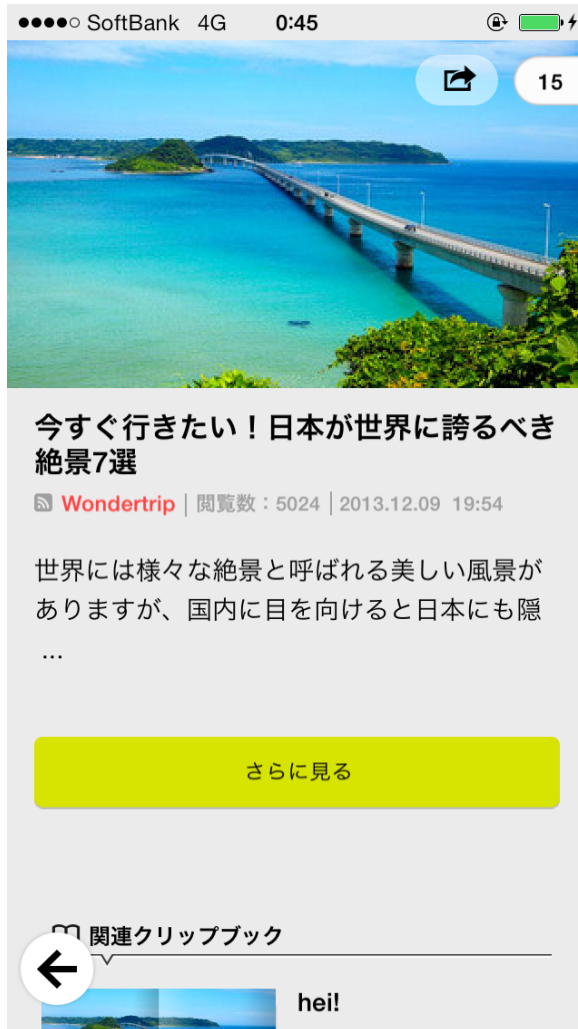 SoftBank 4G 0:45
15
今すぐ行きたい！日本が世界に誇るべき
絶景7選
Wondertrip | 閲覧数：5024 | 2013.12.09 19:54
世界には様々な絶景と呼ばれる美しい風景が
ありますが、国内に目を向けると日本にも隠
...
さらに見る
関連クリップブック
hei!